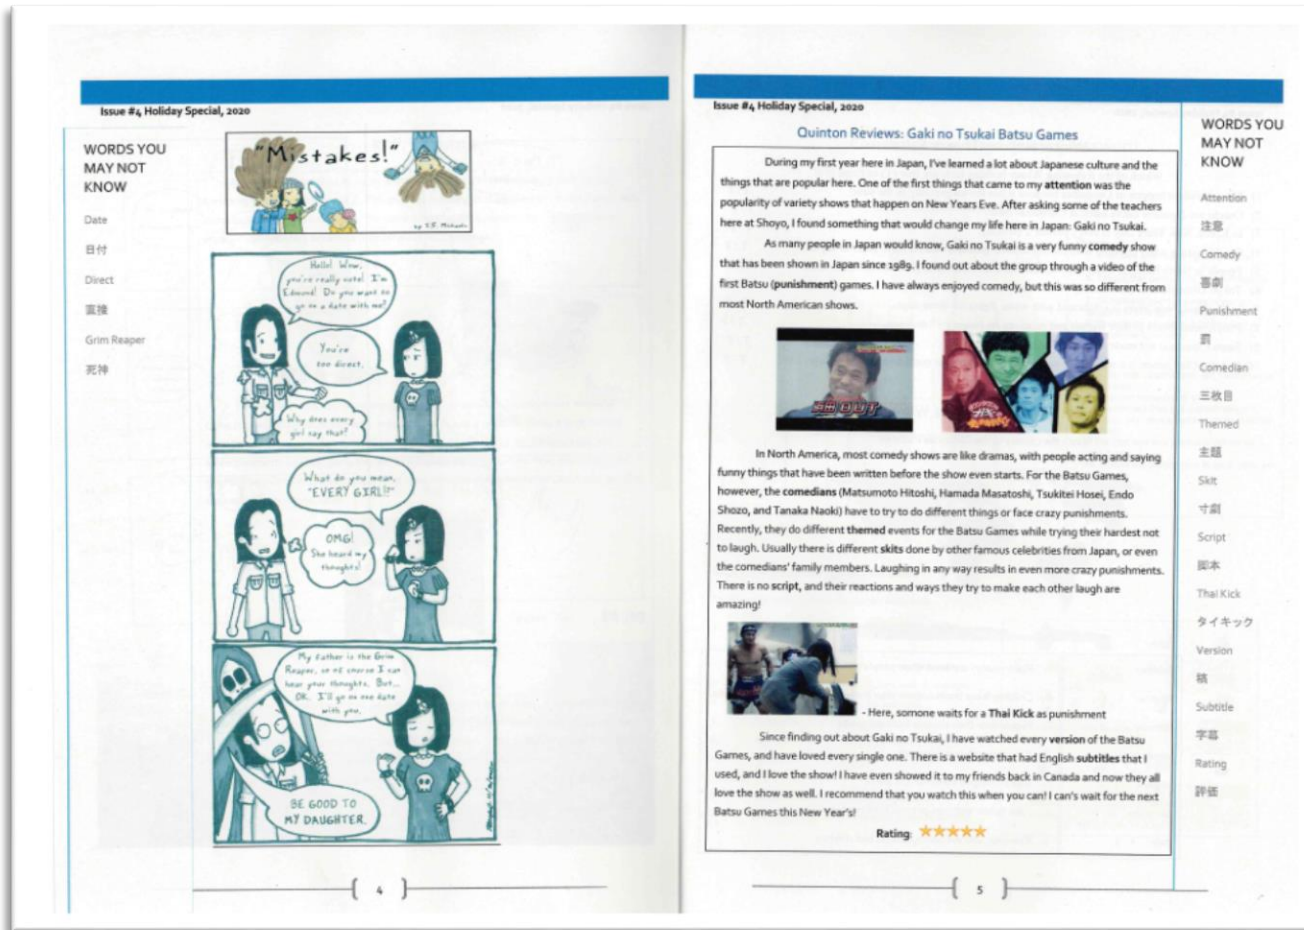 Issue #4 Holiday Special, 2020
WORDS YOU
MAY NOT
KNOW
Date
日付
Direct
直接
Grim Reaper
死神
"Mistakes!"
Hello! Wow,
you're really cute! I'm
Edmund! Do you want to
go on a date with me?
You're
too direct.
Why does every
girl say that?
What do you mean,
"EVERY GIRL!?"
OMG!
She heard my
thoughts!
My father is the Grim
Reaper, so of course I can
hear your thoughts. But...
OK. I'll go on one date
with you.
BE GOOD TO
MY DAUGHTER.
4
Issue #4 Holiday Special, 2020
Quinton Reviews: Gaki no Tsukai Batsu Games
During my first year here in Japan, I've learned a lot about Japanese culture and the
things that are popular here. One of the first things that came to my attention was the
popularity of variety shows that happen on New Years Eve. After asking some of the teachers
here at Shoyo, I found something that would change my life here in Japan: Gaki no Tsukai.
As many people in Japan would know, Gaki no Tsukai is a very funny comedy show
that has been shown in Japan since 1989. I found out about the group through a video of the
first Batsu (punishment) games. I have always enjoyed comedy, but this was so different from
most North American shows.
OUT
In North America, most comedy shows are like dramas, with people acting and saying
funny things that have been written before the show even starts. For the Batsu Games,
however, the comedians (Matsumoto Hitoshi, Hamada Masatoshi, Tsukitei Hosei, Endo
Shozo, and Tanaka Naoki) have to try to do different things or face crazy punishments.
Recently, they do different themed events for the Batsu Games while trying their hardest not
to laugh. Usually there is different skits done by other famous celebrities from Japan, or even
the comedians' family members. Laughing in any way results in even more crazy punishments.
There is no script, and their reactions and ways they try to make each other laugh are
amazing!
- Here, somone waits for a Thai Kick as punishment
Since finding out about Gaki no Tsukai, I have watched every version of the Batsu
Games, and have loved every single one. There is a website that had English subtitles that I
used, and I love the show! I have even showed it to my friends back in Canada and now they all
love the show as well. I recommend that you watch this when you can! I can's wait for the next
Batsu Games this New Year's!
Rating:
5
WORDS YOU
MAY NOT
KNOW
Attention
注意
Comedy
喜劇
Punishment
罰
Comedian
三枚目
Themed
主題
Skit
寸劇
Script
脚本
Thai Kick
タイキック
Version
稿
Subtitle
字幕
Rating
評価